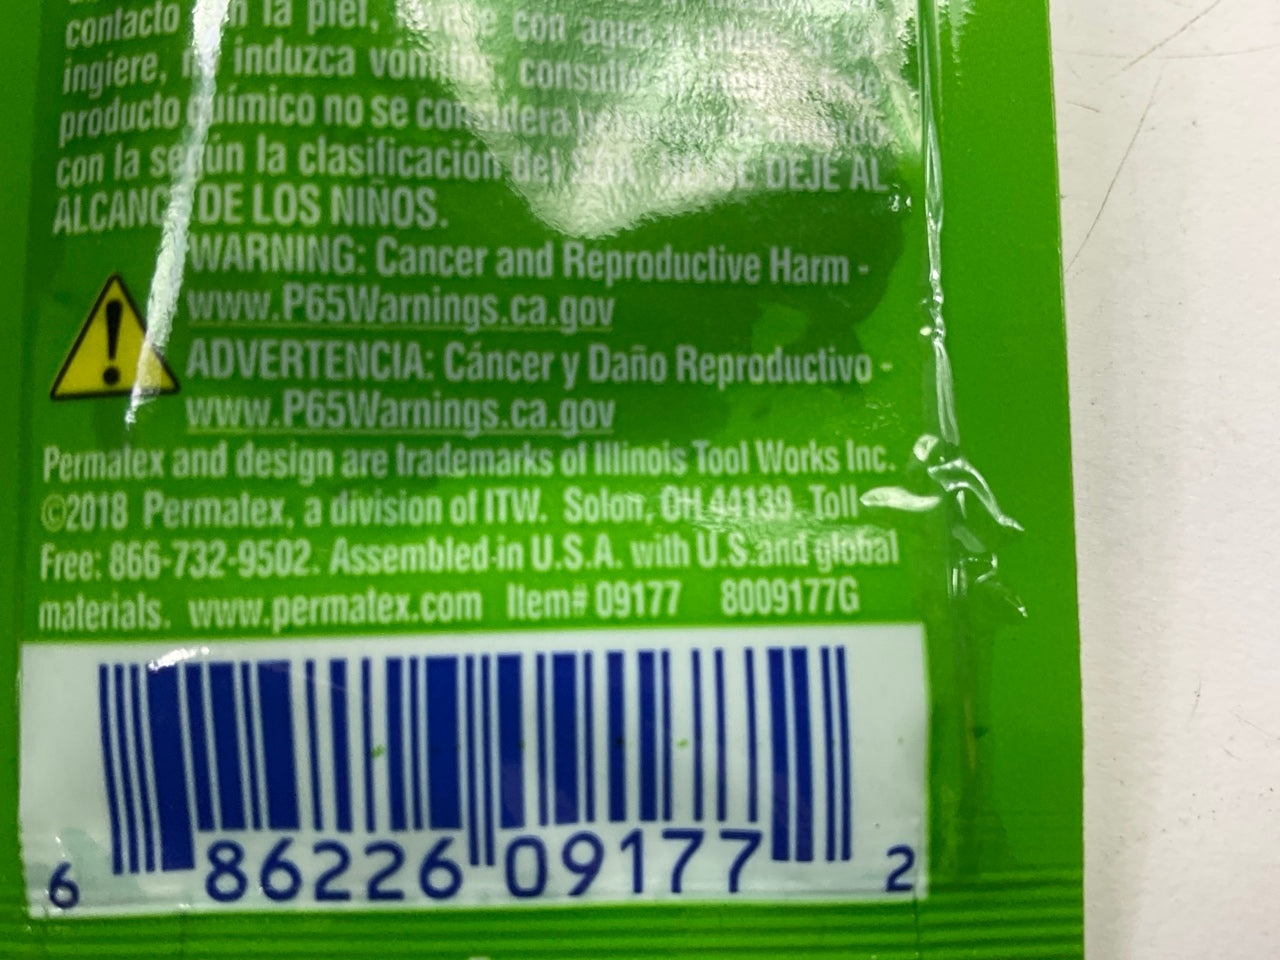 contacto la piel, con agua
ingiere, induzca
producto químico no se considera
con la según la clasificación del NO SE DEJE AL
ALCANCE DE LOS NIÑOS.
WARNING: Cancer and Reproductive Harm -
www.P65Warnings.ca.gov
ADVERTENCIA: Cáncer y Daño Reproductivo -
www.P65Warnings.ca.gov
Permatex and design are trademarks of Illinois Tool Works Inc.
©2018 Permatex, a division of ITW. Solon, OH 44139. Toll
Free: 866-732-9502. Assembled in U.S.A. with U.S.and global
materials. www.permatex.com Item# 09177 8009177G
6 86226 09177 2